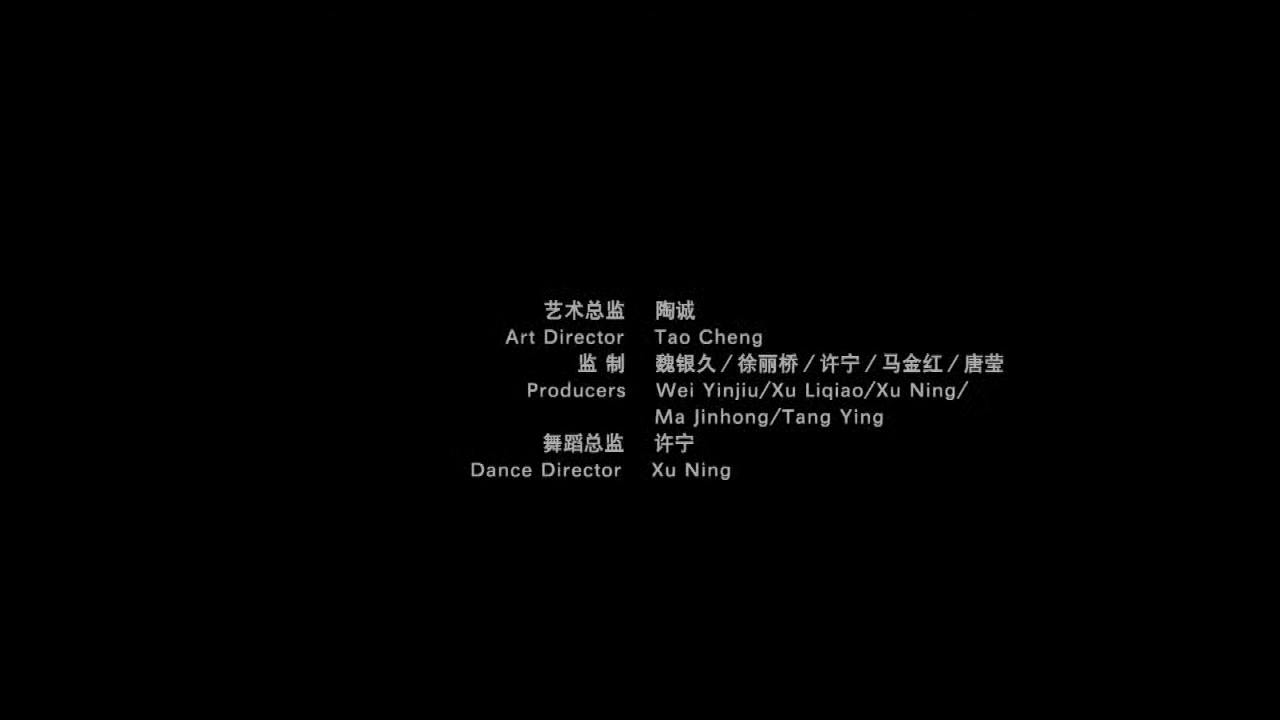 艺术总监 陶诚
Art Director Tao Cheng
监 制 魏银久 / 徐丽桥 / 许宁 / 马金红 / 唐莹
Producers Wei Yinjiu/Xu Liqiao/Xu Ning/
Ma Jinhong/Tang Ying
舞蹈总监 许宁
Dance Director Xu Ning